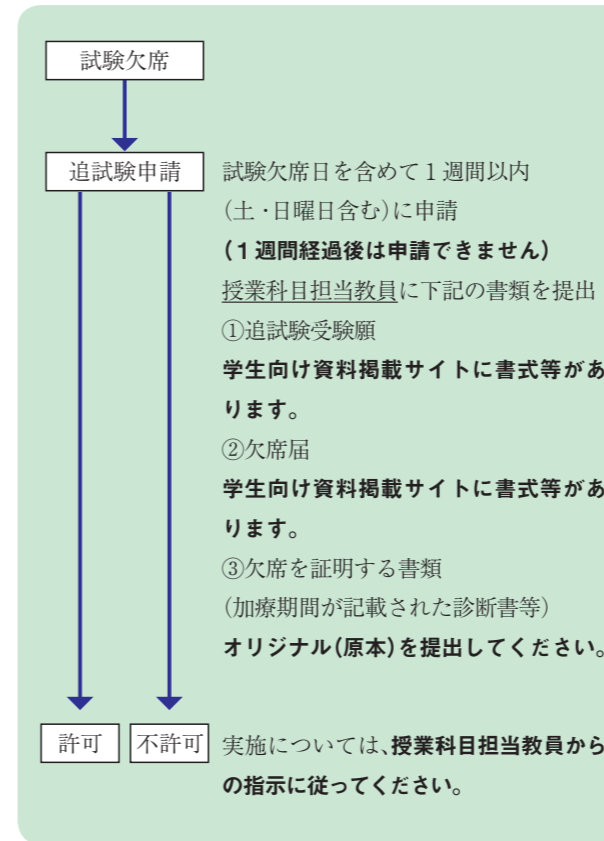 試験欠席
追試験申請
試験欠席日を含めて1週間以内
(土・日曜日含む)に申請
(1週間経過後は申請できません)
授業科目担当教員に下記の書類を提出
①追試験受験願
学生向け資料掲載サイトに書式等があ
ります。
②欠席届
学生向け資料掲載サイトに書式等があ
ります。
③欠席を証明する書類
(加療期間が記載された診断書等)
オリジナル(原本)を提出してください。
許可
不許可
実施については、授業科目担当教員から
の指示に従ってください。